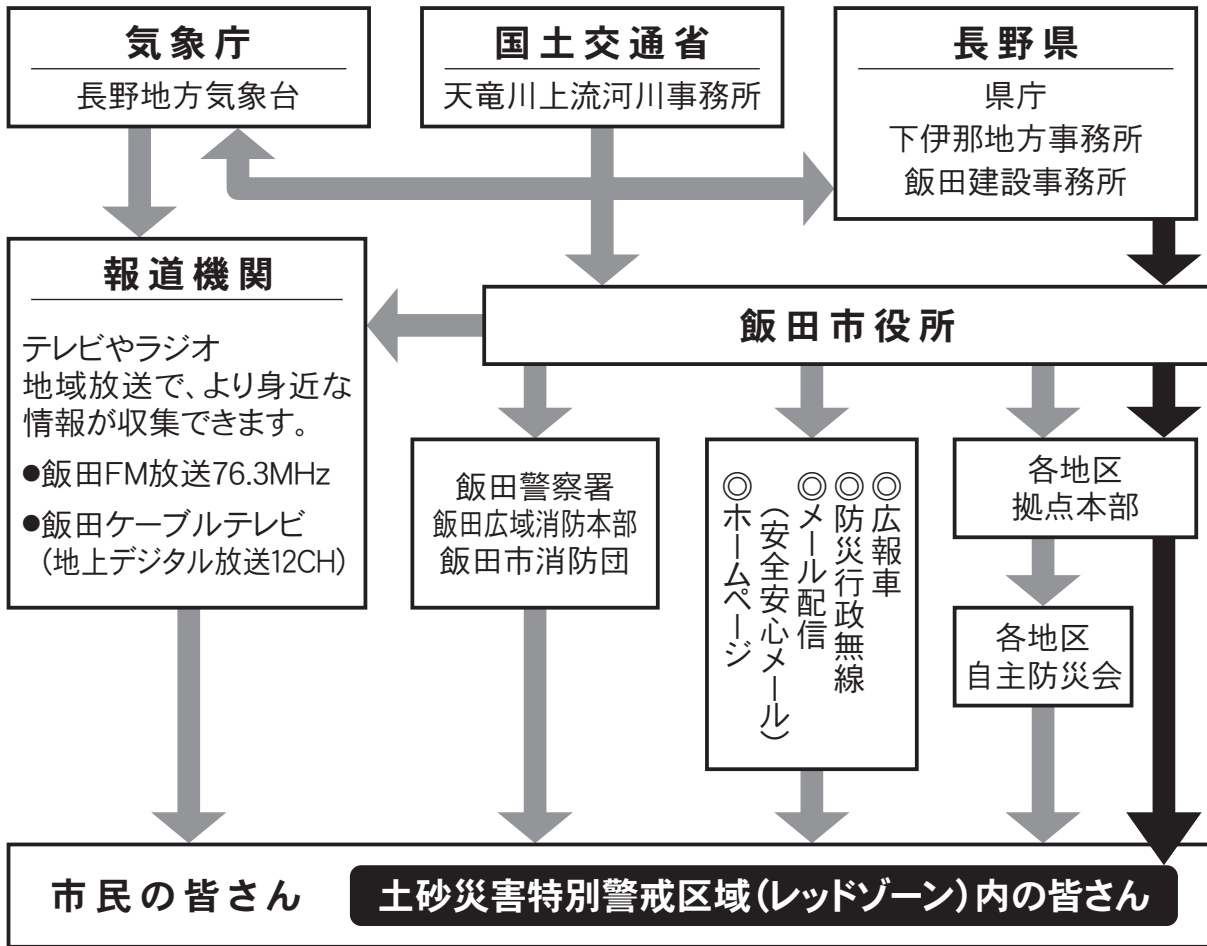 気象庁
長野地方気象台
国土交通省
天竜川上流河川事務所
長野県
県庁
下伊那地方事務所
飯田建設事務所
報道機関
テレビやラジオ
地域放送で、より身近な
情報が収集できます。
●飯田FM放送76.3MHz
●飯田ケーブルテレビ
(地上デジタル放送12CH)
飯田市役所
飯田警察署
飯田広域消防本部
飯田市消防団
◎広報車
◎防災行政無線
◎メール配信
(安全安心メール)
◎ホームページ
各地区
拠点本部
各地区
自主防災会
市民の皆さん
土砂災害特別警戒区域(レッドゾーン)内の皆さん